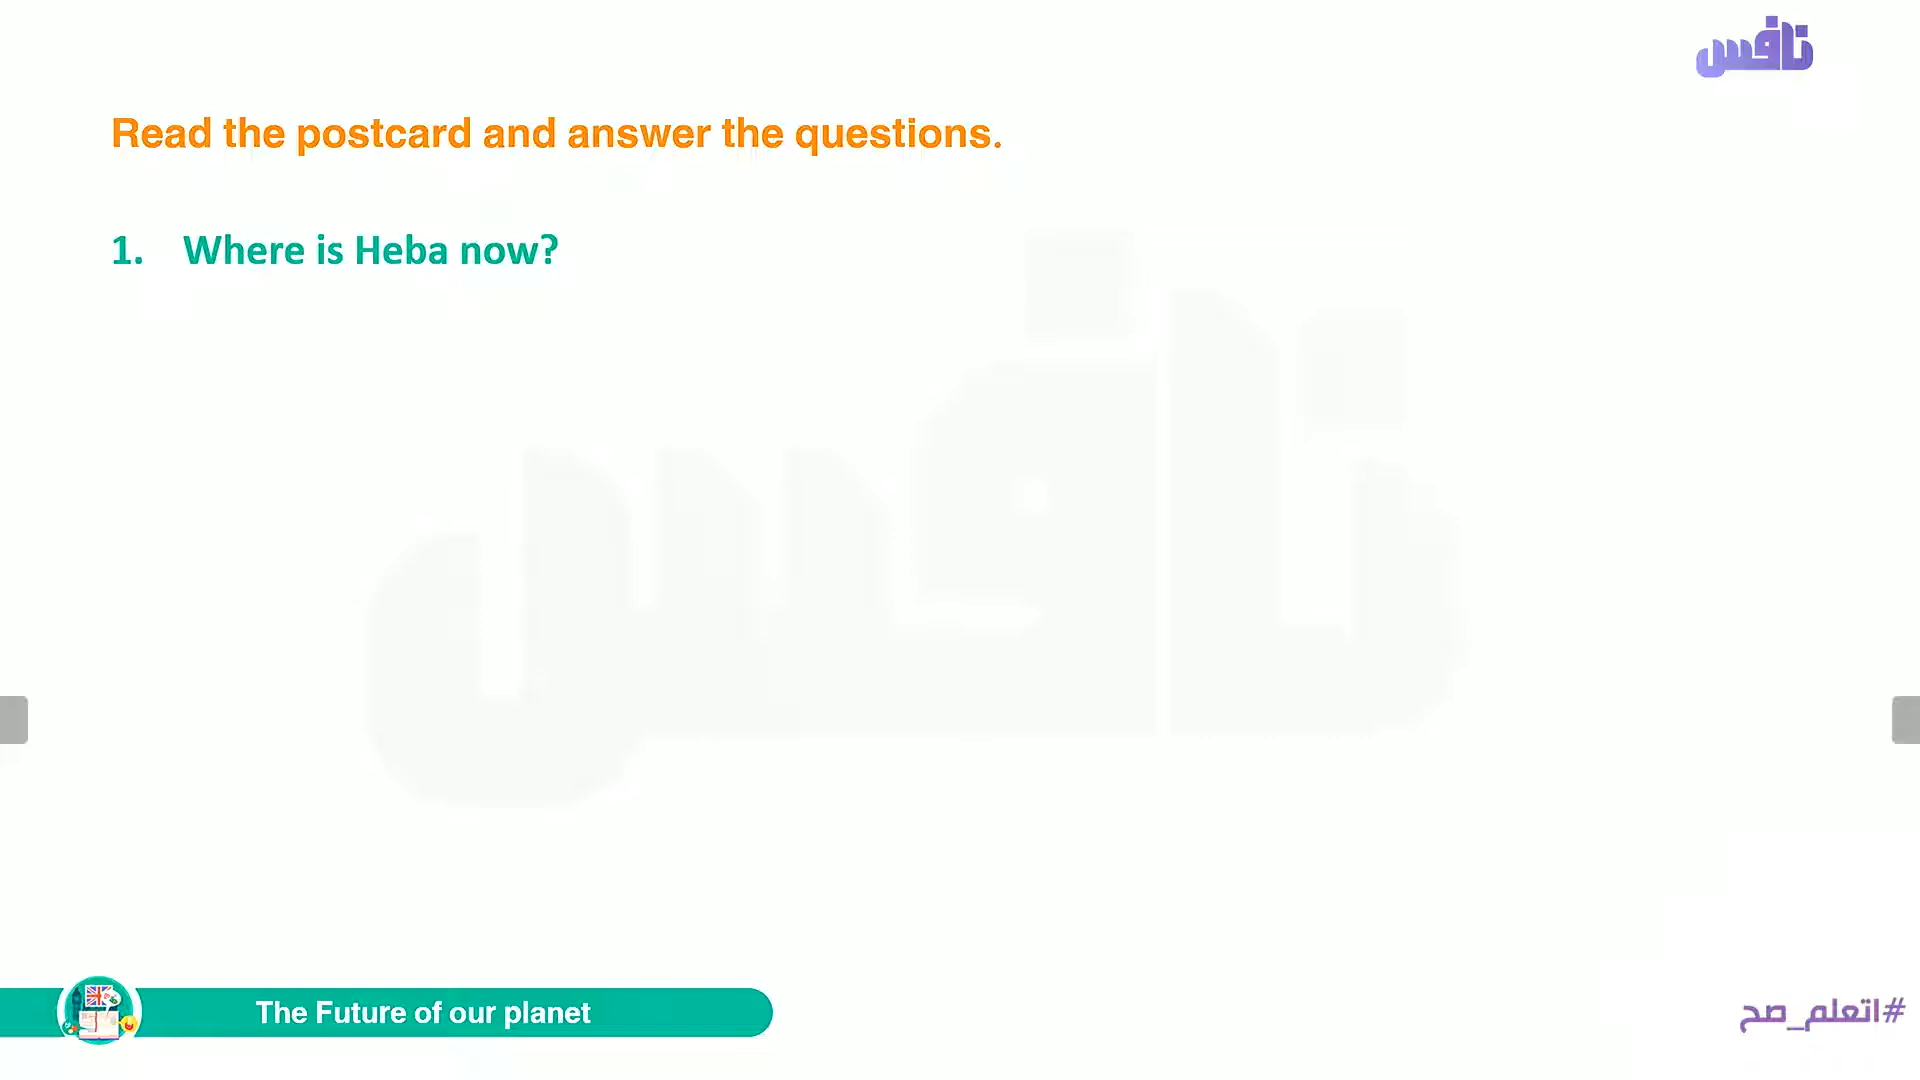 نافس
Read the postcard and answer the questions.
1. Where is Heba now?
The Future of our planet
#اتعلم_صح